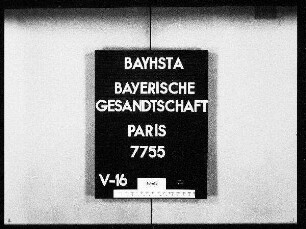 BAYHSTA
BAYERISCHE
GESANDTSCHAFT
PARIS
7755
V-16